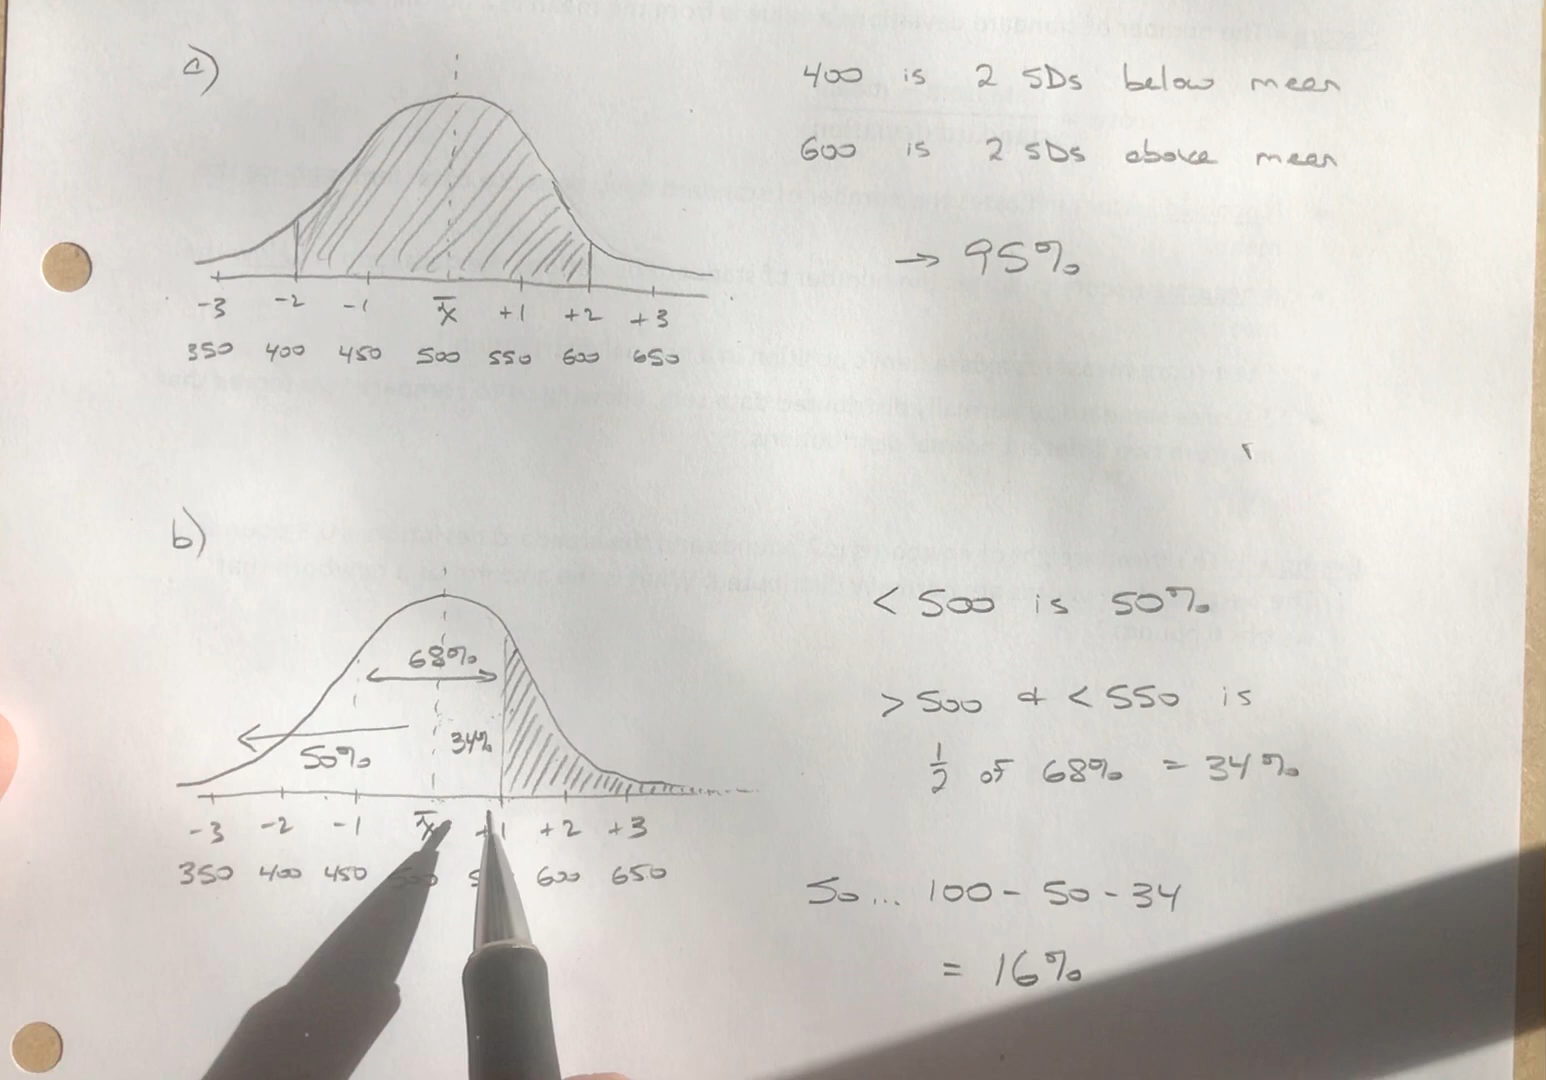 a)
400 is 2 SDs below mean
600 is 2 SDs above mean
→ 95%
-3 -2 -1 x̅ +1 +2 +3
350 400 450 500 550 600 650
b)
68%
50%
34%
-3 -2 -1 x̅ +1 +2 +3
350 400 450 500 600 650
< 500 is 50%
> 500 & < 550 is
1/2 of 68% = 34%
So... 100 - 50 - 34
= 16%